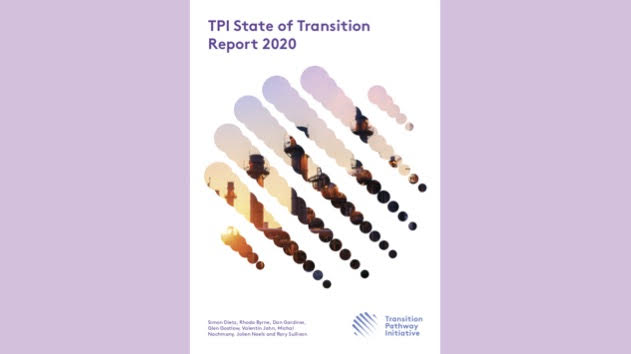 TPI State of Transition
Report 2020
Simon Dietz, Rhoda Byrne, Dan Gardiner,
Glen Gostlow, Valentin Jahn, Michal
Nachmany, Jolien Noels and Rory Sullivan
Transition
Pathway
Initiative